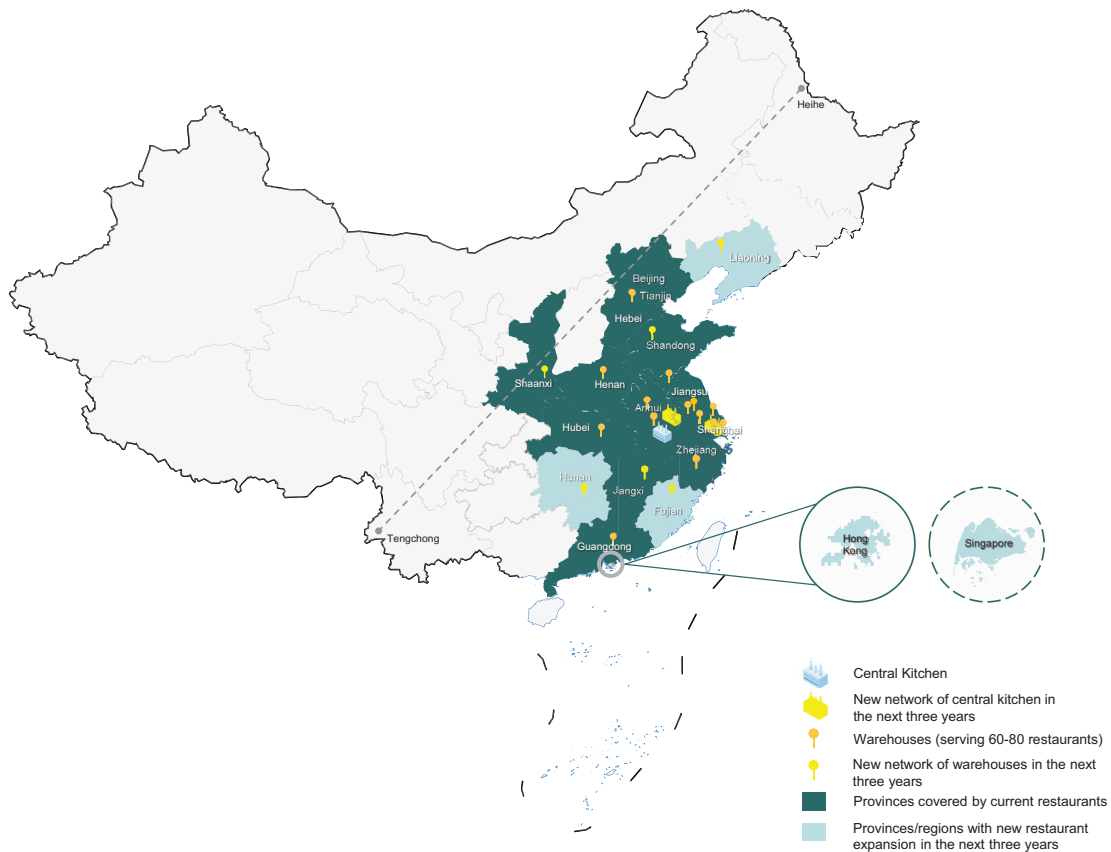 Heihe
Liaoning
Beijing
Tianjin
Hebei
Shandong
Shaanxi
Henan
Jiangsu
Anhui
Shanghai
Hubei
Zhejiang
Hunan
Jangxi
Fujian
Tengchong
Guangdong
Hong
Kong
Singapore
Central Kitchen
New network of central kitchen in
the next three years
Warehouses (serving 60-80 restaurants)
New network of warehouses in the next
three years
Provinces covered by current restaurants
Provinces/regions with new restaurant
expansion in the next three years